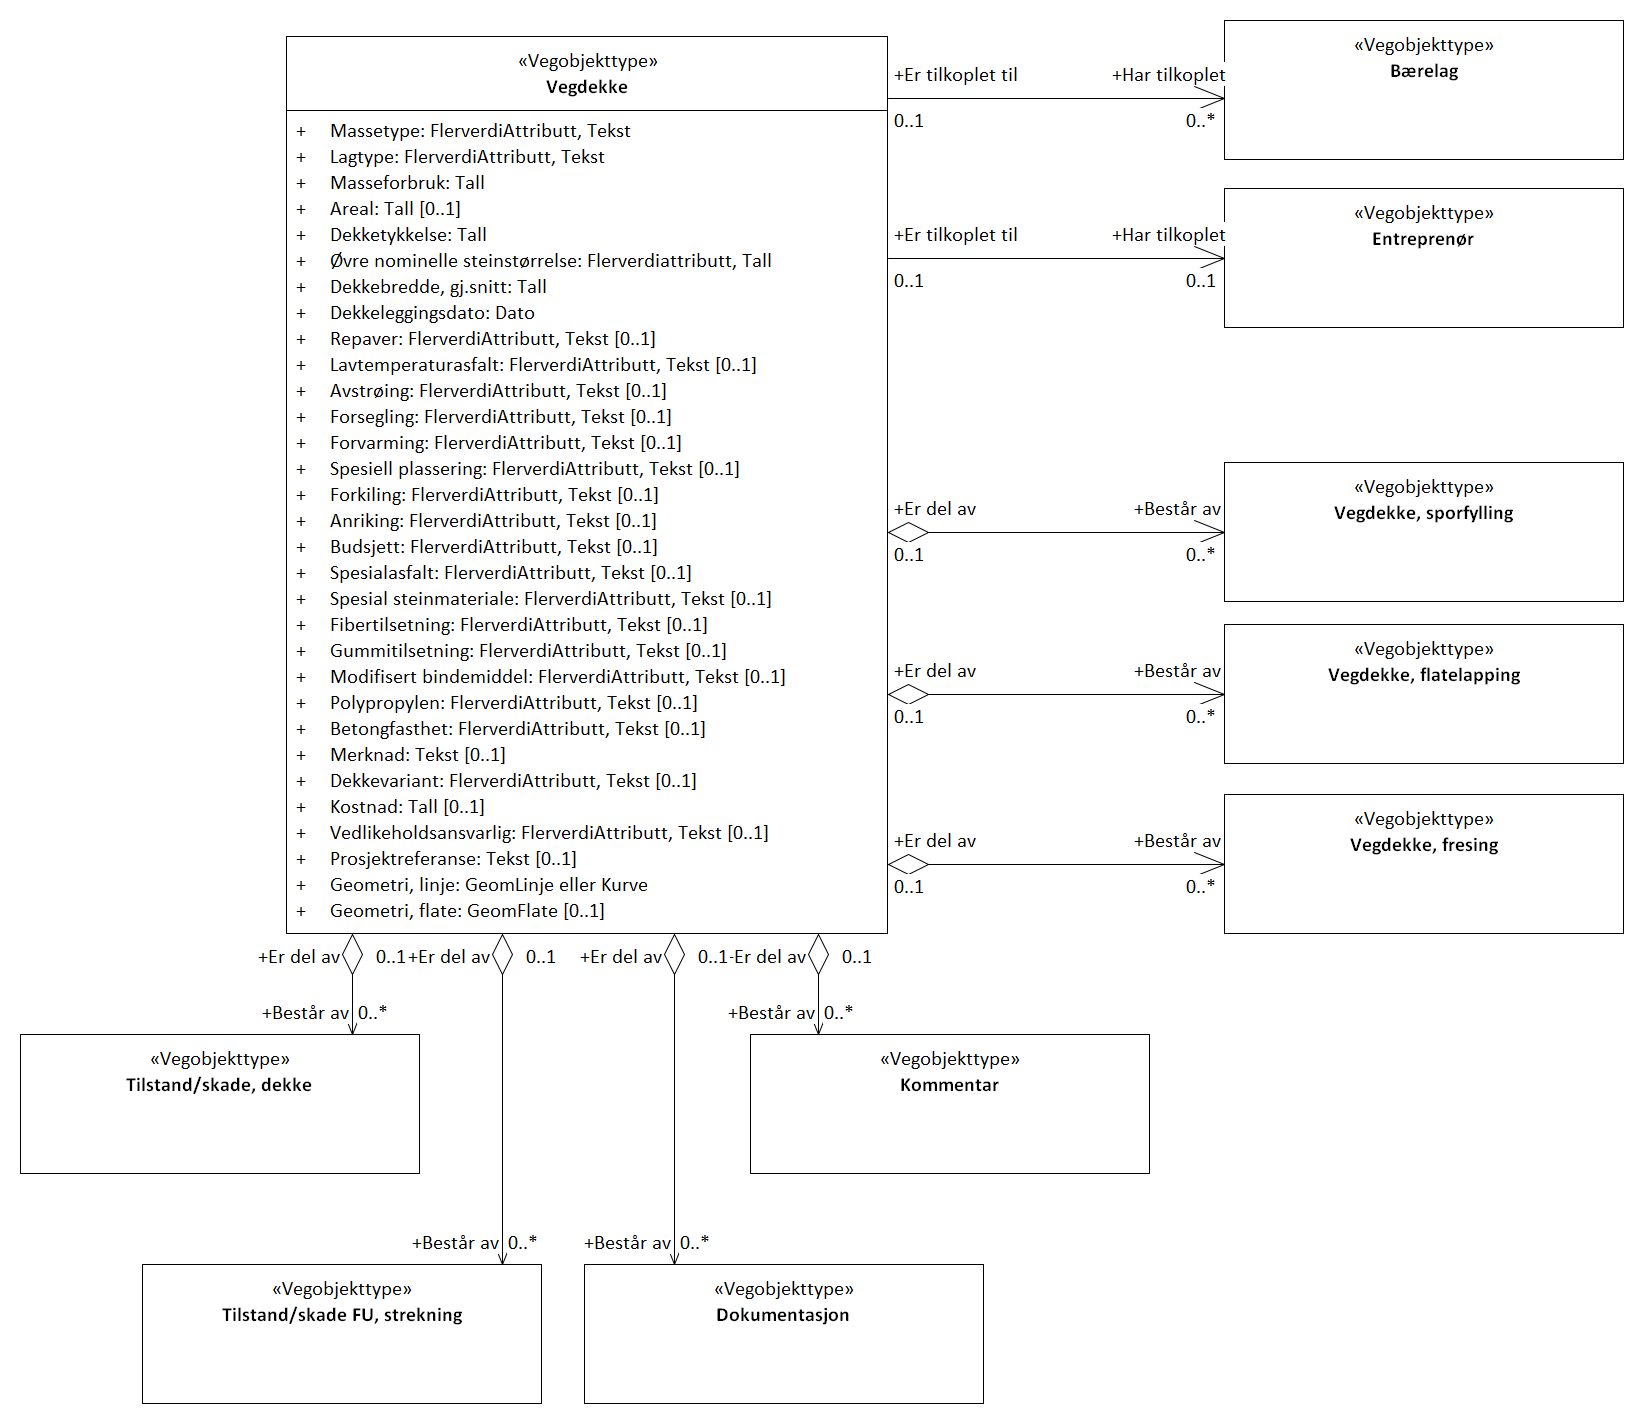 «Vegobjekttype»
Vegdekke
+ Massetype: FlerverdiAttributt, Tekst
+ Lagtype: FlerverdiAttributt, Tekst
+ Masseforbruk: Tall
+ Areal: Tall [0..1]
+ Dekketykkelse: Tall
+ Øvre nominelle steinstørrelse: Flerverdiattributt, Tall
+ Dekkebredde, gj.snitt: Tall
+ Dekkeleggingsdato: Dato
+ Repaver: FlerverdiAttributt, Tekst [0..1]
+ Lavtemperaturasfalt: FlerverdiAttributt, Tekst [0..1]
+ Avstrøing: FlerverdiAttributt, Tekst [0..1]
+ Forsegling: FlerverdiAttributt, Tekst [0..1]
+ Forvarming: FlerverdiAttributt, Tekst [0..1]
+ Spesiell plassering: FlerverdiAttributt, Tekst [0..1]
+ Forkiling: FlerverdiAttributt, Tekst [0..1]
+ Anriking: FlerverdiAttributt, Tekst [0..1]
+ Budsjett: FlerverdiAttributt, Tekst [0..1]
+ Spesialasfalt: FlerverdiAttributt, Tekst [0..1]
+ Spesial steinmateriale: FlerverdiAttributt, Tekst [0..1]
+ Fibertilsetning: FlerverdiAttributt, Tekst [0..1]
+ Gummitilsetning: FlerverdiAttributt, Tekst [0..1]
+ Modifisert bindemiddel: FlerverdiAttributt, Tekst [0..1]
+ Polypropylen: FlerverdiAttributt, Tekst [0..1]
+ Betongfasthet: FlerverdiAttributt, Tekst [0..1]
+ Merknad: Tekst [0..1]
+ Dekkevariant: FlerverdiAttributt, Tekst [0..1]
+ Kostnad: Tall [0..1]
+ Vedlikeholdsansvarlig: FlerverdiAttributt, Tekst [0..1]
+ Prosjektreferanse: Tekst [0..1]
+ Geometri, linje: GeomLinje eller Kurve
+ Geometri, flate: GeomFlate [0..1]
+Er tilkoplet til +Har tilkoplet
0..1 0..*
«Vegobjekttype»
Bærelag
+Er tilkoplet til +Har tilkoplet
0..1 0..1
«Vegobjekttype»
Entreprenør
+Er del av +Består av
0..1 0..*
«Vegobjekttype»
Vegdekke, sporfylling
+Er del av +Består av
0..1 0..*
«Vegobjekttype»
Vegdekke, flatelapping
+Er del av +Består av
0..1 0..*
«Vegobjekttype»
Vegdekke, fresing
+Er del av 0..1 +Er del av 0..1 +Er del av 0..1 -Er del av 0..1
+Består av 0..* +Består av 0..*
«Vegobjekttype»
Tilstand/skade, dekke
«Vegobjekttype»
Kommentar
+Består av 0..* +Består av 0..*
«Vegobjekttype»
Tilstand/skade FU, strekning
«Vegobjekttype»
Dokumentasjon